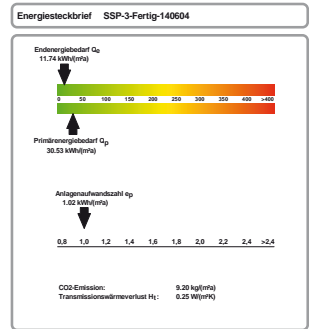 Energiesteckbrief SSP-3-Fertig-140604
Endenergiebedarf Qe
11.74 kWh/(m²a)
0 50 100 150 200 250 300 350 400 >400
Primärenergiebedarf Qp
30.53 kWh/(m²a)
Anlagenaufwandszahl ep
1.02 kWh/(m²a)
0,8 1,0 1,2 1,4 1,6 1,8 2,0 2,2 2,4 >2,4
CO2-Emission: 9.20 kg/(m²a)
Transmissionswärmeverlust Ht: 0.25 W/(m²K)